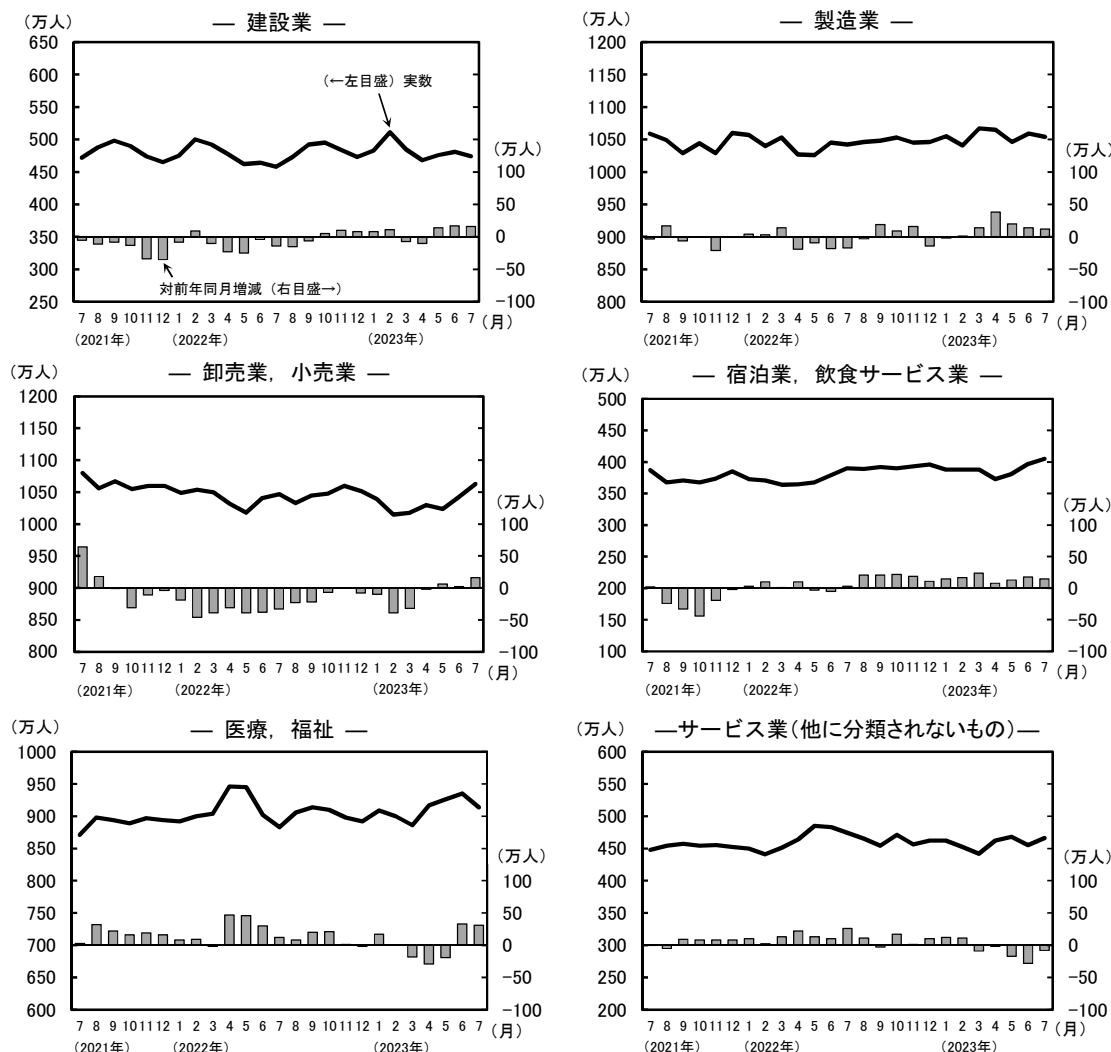 (万人)
— 建設業 —
650
600
550
500
450
400
350
300
250
(←左目盛) 実数
(万人)
100
50
0
−50
−100
対前年同月増減 (右目盛→)
7 8 9 10 11 12 1 2 3 4 5 6 7 8 9 10 11 12 1 2 3 4 5 6 7 (月)
(2021年) (2022年) (2023年)
(万人)
— 製造業 —
1200
1150
1100
1050
1000
950
900
850
800
(万人)
100
50
0
−50
−100
7 8 9 10 11 12 1 2 3 4 5 6 7 8 9 10 11 12 1 2 3 4 5 6 7 (月)
(2021年) (2022年) (2023年)
(万人)
— 卸売業，小売業 —
1200
1150
1100
1050
1000
950
900
850
800
(万人)
100
50
0
−50
−100
7 8 9 10 11 12 1 2 3 4 5 6 7 8 9 10 11 12 1 2 3 4 5 6 7 (月)
(2021年) (2022年) (2023年)
(万人)
— 宿泊業，飲食サービス業 —
500
450
400
350
300
250
200
150
100
(万人)
100
50
0
−50
−100
7 8 9 10 11 12 1 2 3 4 5 6 7 8 9 10 11 12 1 2 3 4 5 6 7 (月)
(2021年) (2022年) (2023年)
(万人)
— 医療，福祉 —
1000
950
900
850
800
750
700
650
600
(万人)
100
50
0
−50
−100
7 8 9 10 11 12 1 2 3 4 5 6 7 8 9 10 11 12 1 2 3 4 5 6 7 (月)
(2021年) (2022年) (2023年)
(万人)
—サービス業(他に分類されないもの)—
600
550
500
450
400
350
300
250
200
(万人)
100
50
0
−50
−100
7 8 9 10 11 12 1 2 3 4 5 6 7 8 9 10 11 12 1 2 3 4 5 6 7 (月)
(2021年) (2022年) (2023年)